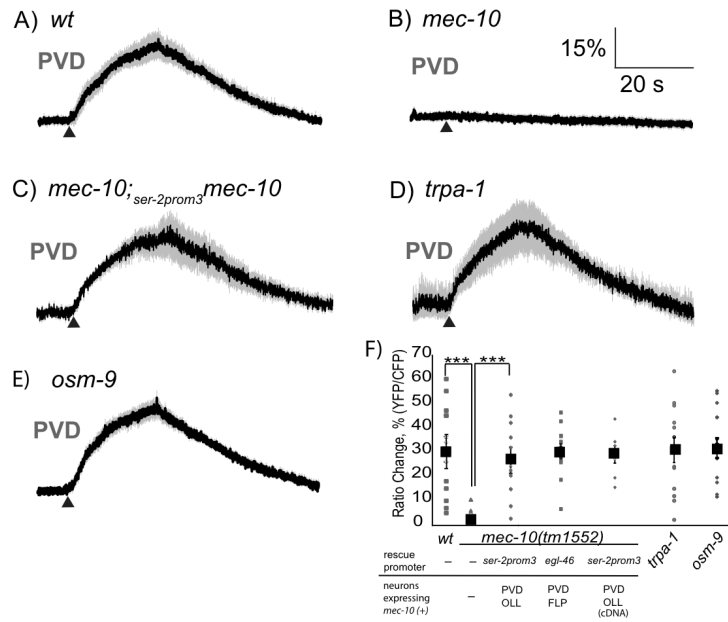 A) wt
PVD
B) mec-10
15%
20 s
PVD
C) mec-10;ser-2prom3mec-10
PVD
D) trpa-1
PVD
E) osm-9
PVD
F)
Ratio Change, % (YFP/CFP)
70
60
50
40
30
20
10
0
*** ***
wt mec-10(tm1552) trpa-1 osm-9
rescue promoter – – ser-2prom3 egl-46 ser-2prom3
neurons expressing mec-10 (+) – PVD OLL PVD FLP PVD OLL (cDNA)